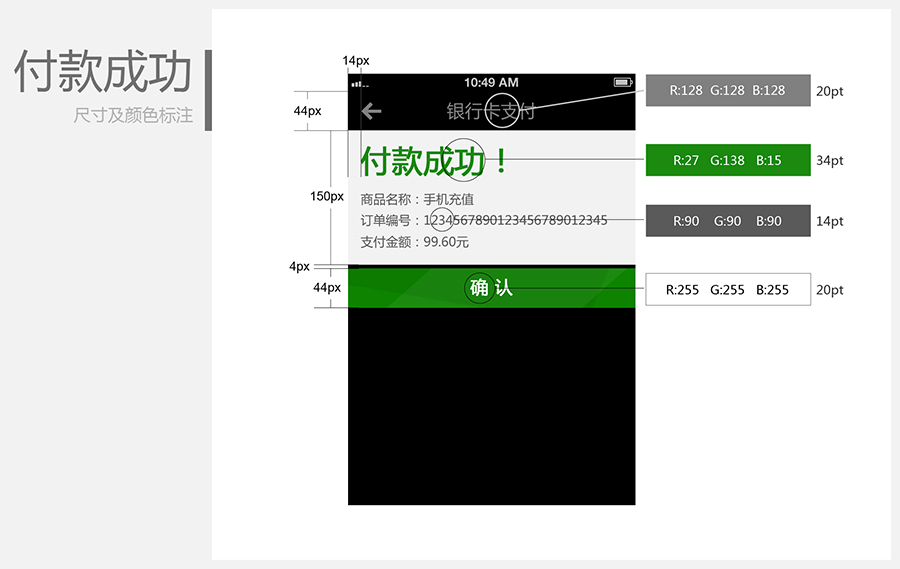 付款成功
尺寸及颜色标注
14px
10:49 AM
R:128 G:128 B:128 20pt
44px
银行卡支付
付款成功！
R:27 G:138 B:15 34pt
150px
商品名称：手机充值
订单编号：1234567890123456789012345
R:90 G:90 B:90 14pt
支付金额：99.60元
4px
44px
确 认
R:255 G:255 B:255 20pt